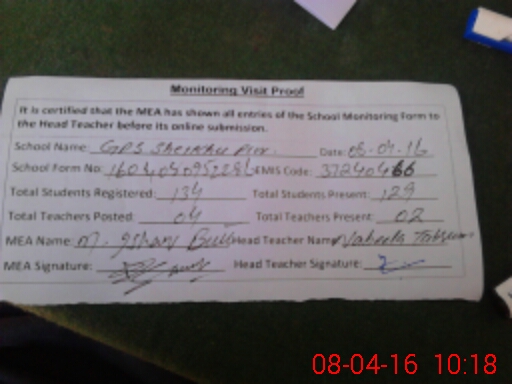 Monitoring Visit Proof
It is certified that the MEA has shown all entries of the School Monitoring Form to
the Head Teacher before its online submission.
School Name: GPS Date: 08-04-16
School Form No: EMIS Code: 37240466
Total Students Registered: 134 Total Students Present: 129
Total Teachers Posted: 04 Total Teachers Present: 02
MEA Name: M. Head Teacher Name: Naheela
MEA Signature: Head Teacher Signature:
08-04-16 10:18